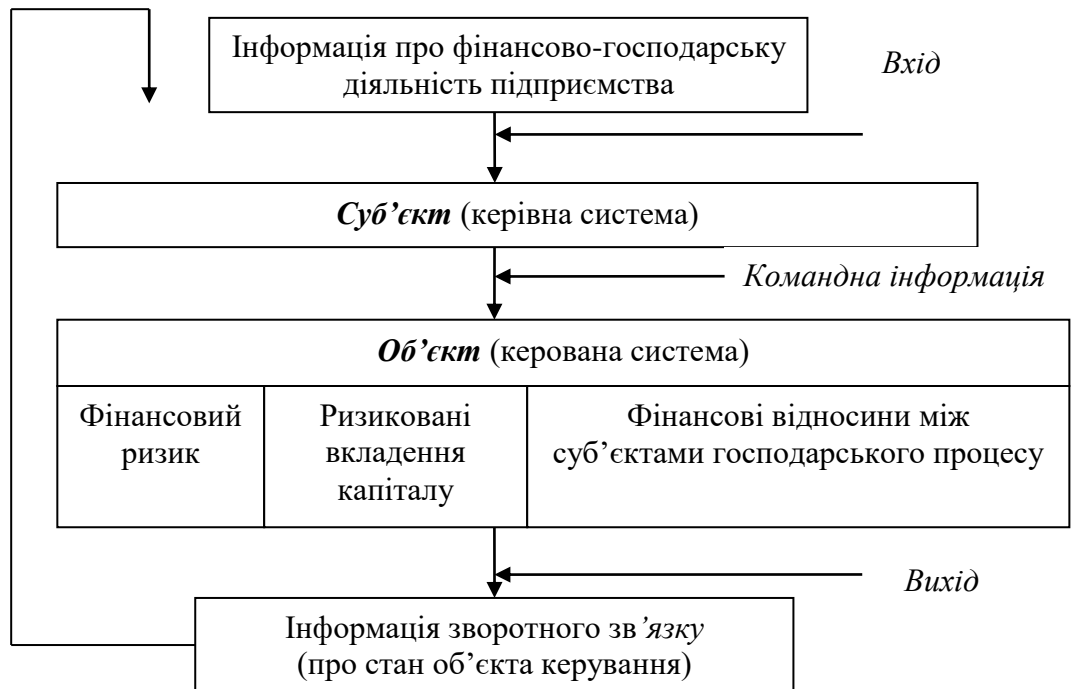 Інформація про фінансово-господарську
діяльність підприємства
Вхід
Суб’єкт (керівна система)
Командна інформація
Об’єкт (керована система)
Фінансовий
ризик
Ризиковані
вкладення
капіталу
Фінансові відносини між
суб’єктами господарського процесу
Вихід
Інформація зворотного зв’язку
(про стан об’єкта керування)